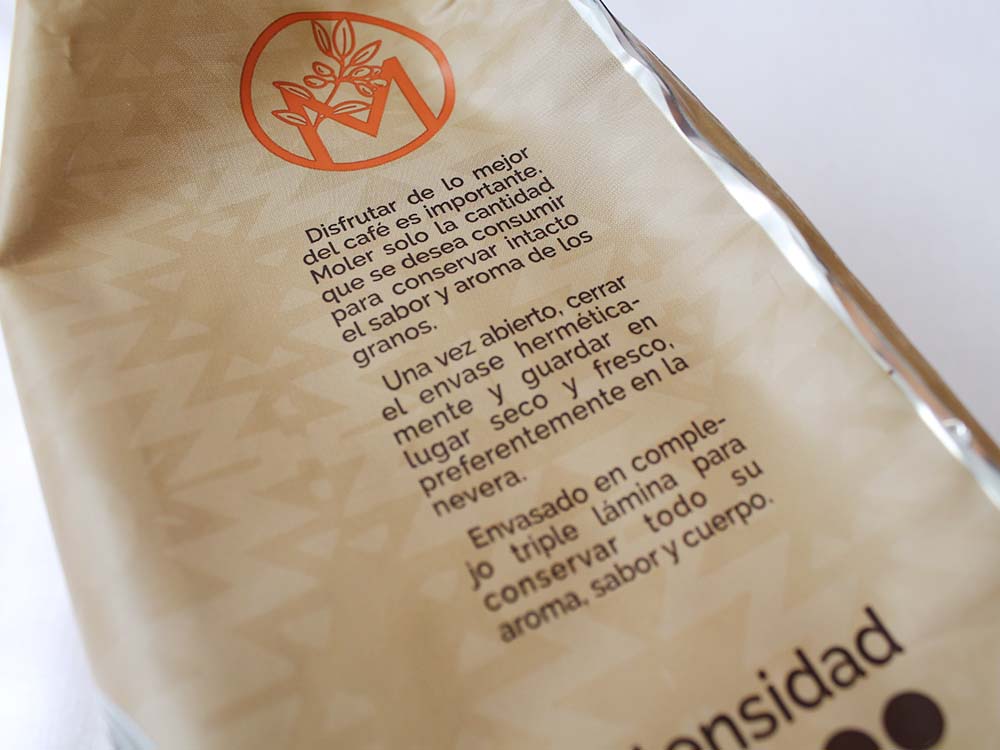 Disfrutar de lo mejor
del café es importante.
Moler solo la cantidad
que se desea consumir
para conservar intacto
el sabor y aroma de los
granos.
Una vez abierto, cerrar
el envase hermética-
mente y guardar en
lugar seco y fresco,
preferentemente en la
nevera.
Envasado en comple-
jo triple lámina para
conservar todo su
aroma, sabor y cuerpo.
ensidad